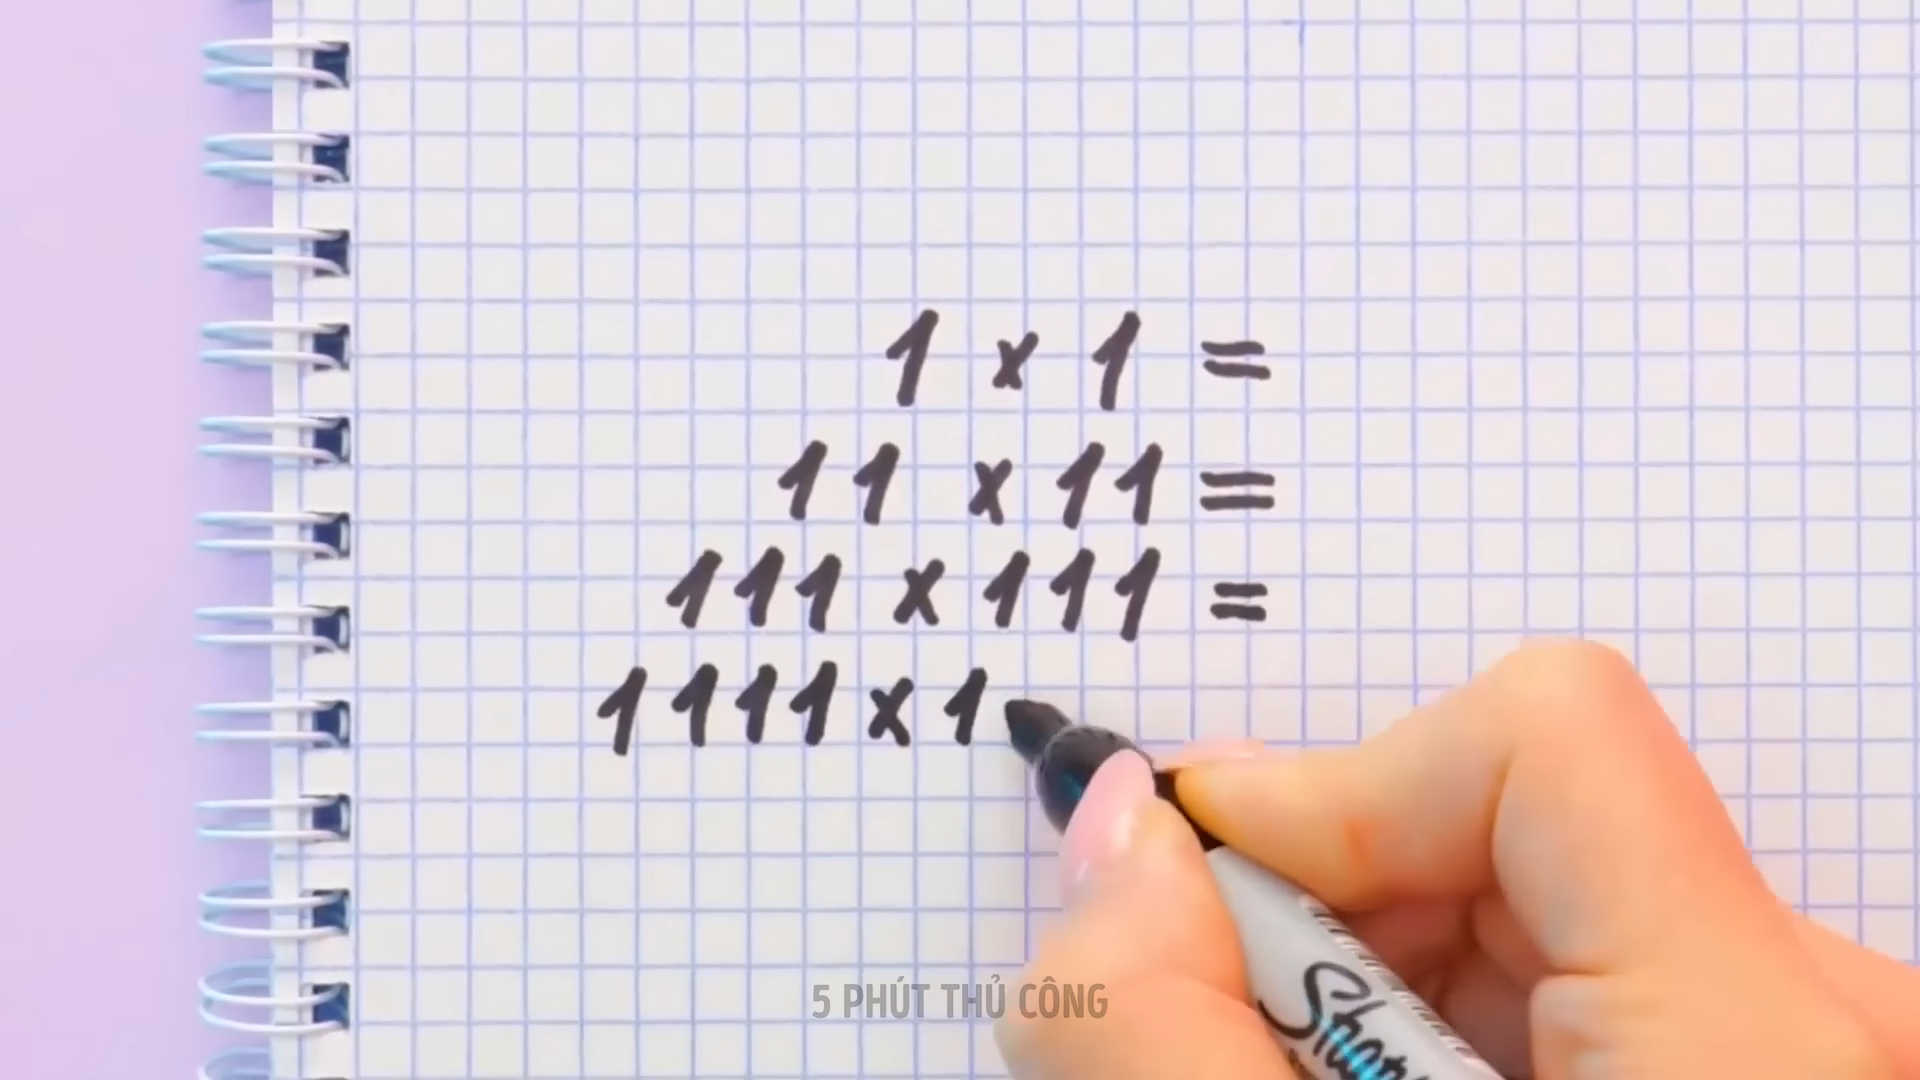 1 x 1 =
11 x 11 =
111 x 111 =
1111 x 1
5 PHÚT THỦ CÔNG